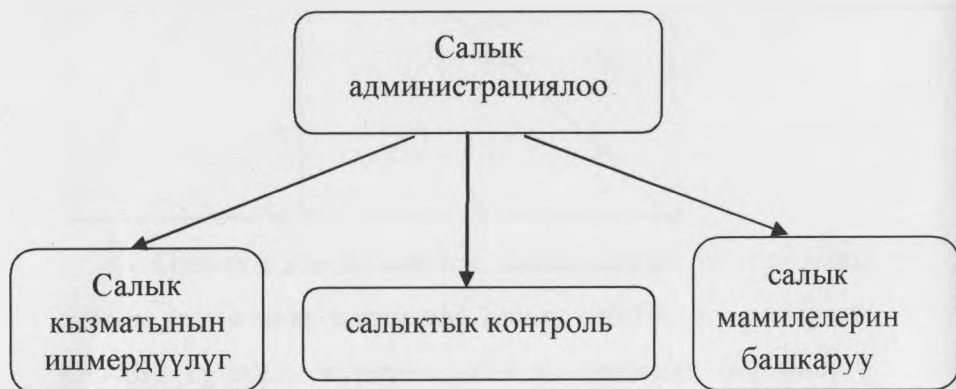 Салык
администрациялоо
Салык
кызматынын
ишмердүүлүг
салыктык контроль
салык
мамилелерин
башкаруу